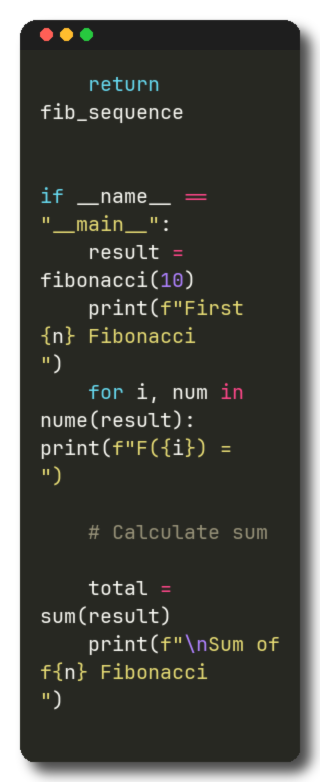 return
fib_sequence


if __name__ ==
"__main__":
    result =
fibonacci(10)
    print(f"First
{n} Fibonacci
")
    for i, num in
nume(result):
print(f"F({i}) =
")

    # Calculate sum

    total =
sum(result)
    print(f"\nSum of
f{n} Fibonacci
")